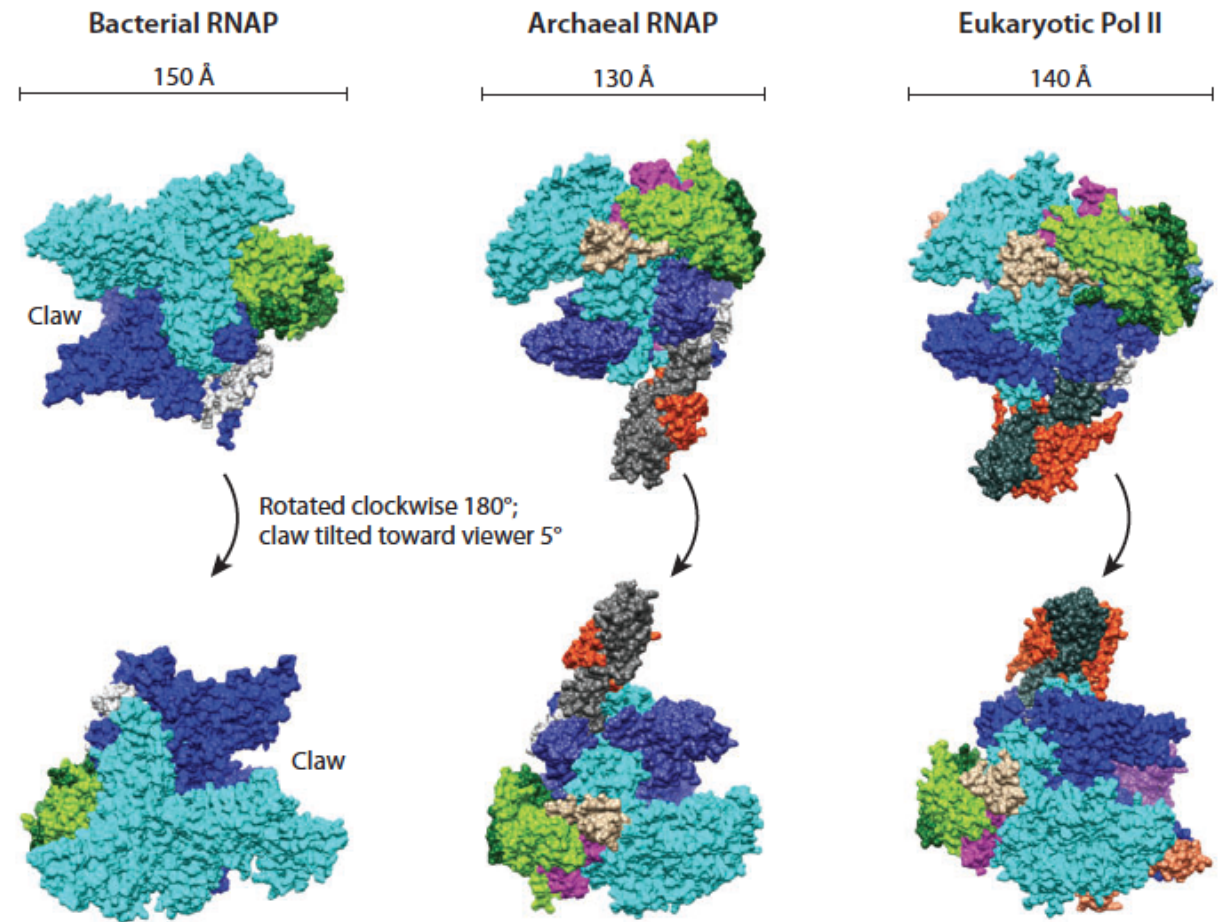 Bacterial RNAP
Archaeal RNAP
Eukaryotic Pol II
150 Å
130 Å
140 Å
Claw
Rotated clockwise 180°;
claw tilted toward viewer 5°
Claw